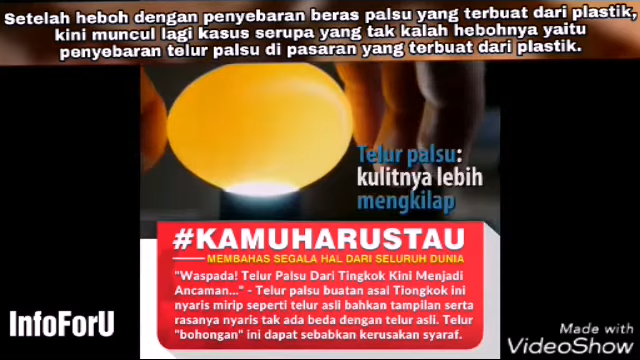 Setelah heboh dengan penyebaran beras palsu yang terbuat dari plastik,
kini muncul lagi kasus serupa yang tak kalah hebohnya yaitu
penyebaran telur palsu di pasaran yang terbuat dari plastik.
Telur palsu:
kulitnya lebih
mengkilap
#KAMUHARUSTAU
MEMBAHAS SEGALA HAL DARI SELURUH DUNIA
"Waspada! Telur Palsu Dari Tingkok Kini Menjadi
Ancaman..." - Telur palsu buatan asal Tiongkok ini
nyaris mirip seperti telur asli bahkan tampilan serta
rasanya nyaris tak ada beda dengan telur asli. Telur
"bohongan" ini dapat sebabkan kerusakan syaraf.
InfoForU
Made with
VideoShow